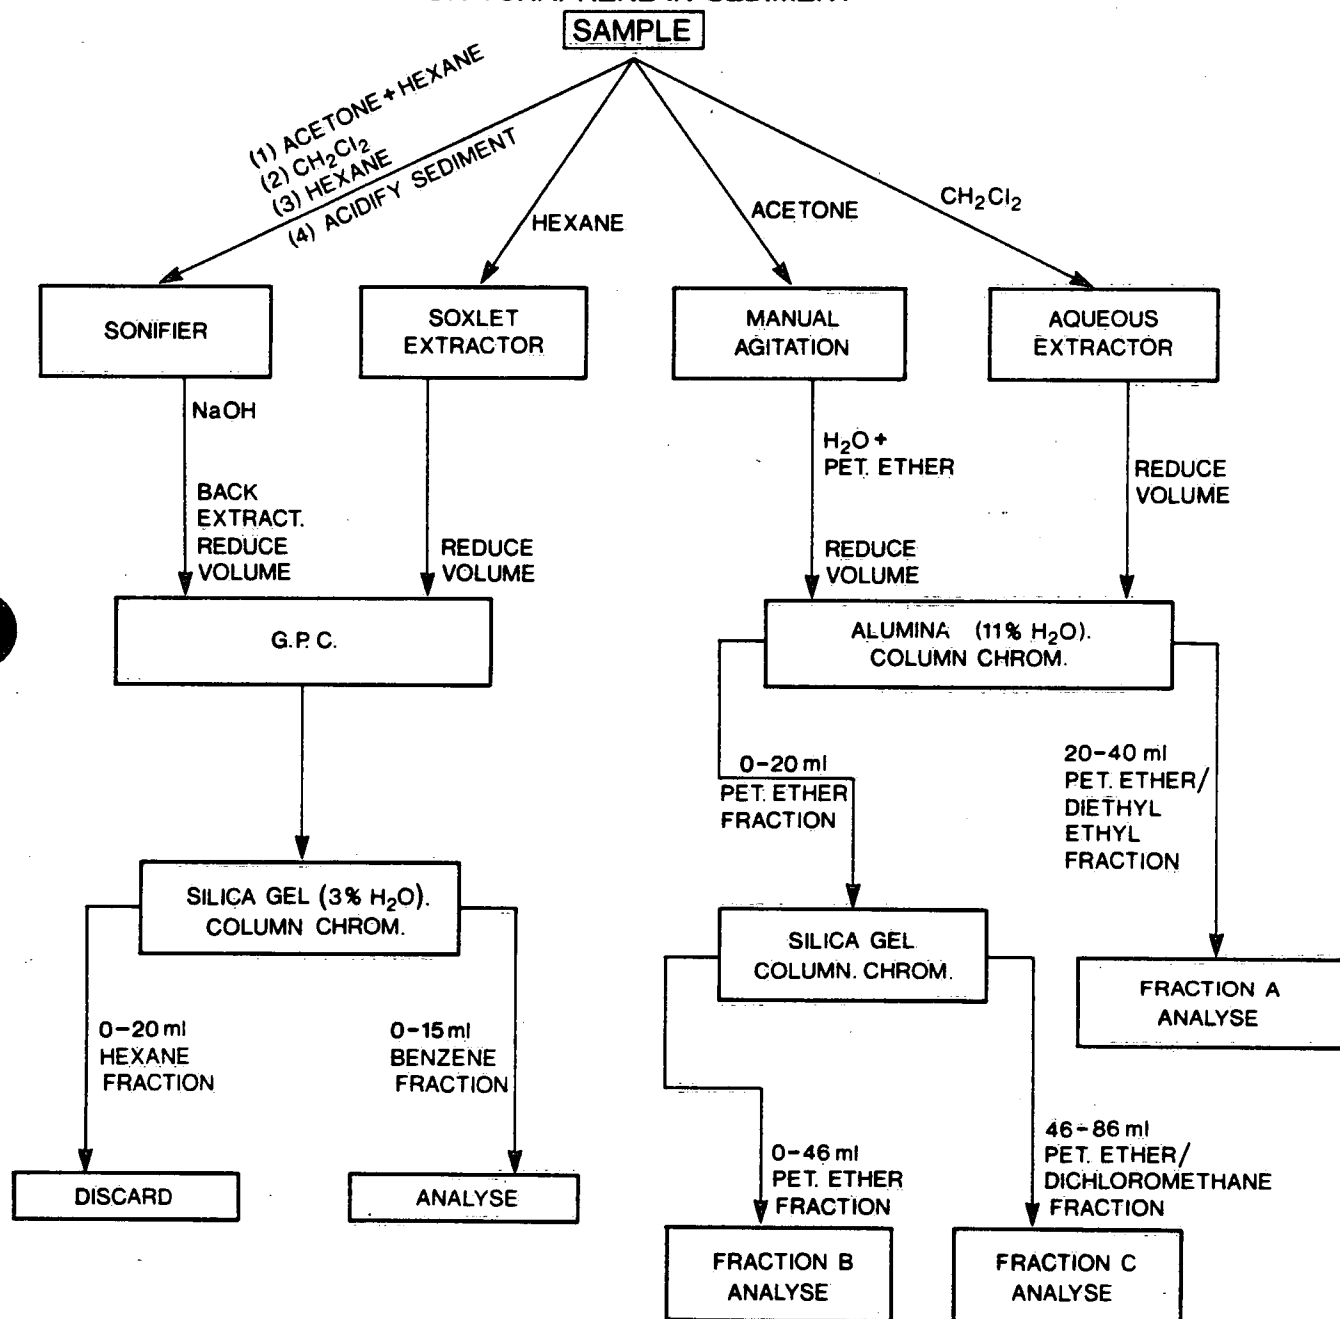 SAMPLE
(1) ACETONE + HEXANE
(2) CH₂Cl₂
(3) HEXANE
(4) ACIDIFY SEDIMENT
HEXANE
ACETONE
CH₂Cl₂
SONIFIER
SOXLET
EXTRACTOR
MANUAL
AGITATION
AQUEOUS
EXTRACTOR
NaOH
BACK
EXTRACT.
REDUCE
VOLUME
REDUCE
VOLUME
H₂O +
PET. ETHER
REDUCE
VOLUME
REDUCE
VOLUME
G.P.C.
ALUMINA (11% H₂O).
COLUMN CHROM.
0-20 ml
PET. ETHER
FRACTION
20-40 ml
PET. ETHER/
DIETHYL
ETHYL
FRACTION
SILICA GEL (3% H₂O).
COLUMN CHROM.
SILICA GEL
COLUMN. CHROM.
FRACTION A
ANALYSE
0-20 ml
HEXANE
FRACTION
0-15 ml
BENZENE
FRACTION
0-46 ml
PET. ETHER
FRACTION
46-86 ml
PET. ETHER/
DICHLOROMETHANE
FRACTION
DISCARD
ANALYSE
FRACTION B
ANALYSE
FRACTION C
ANALYSE